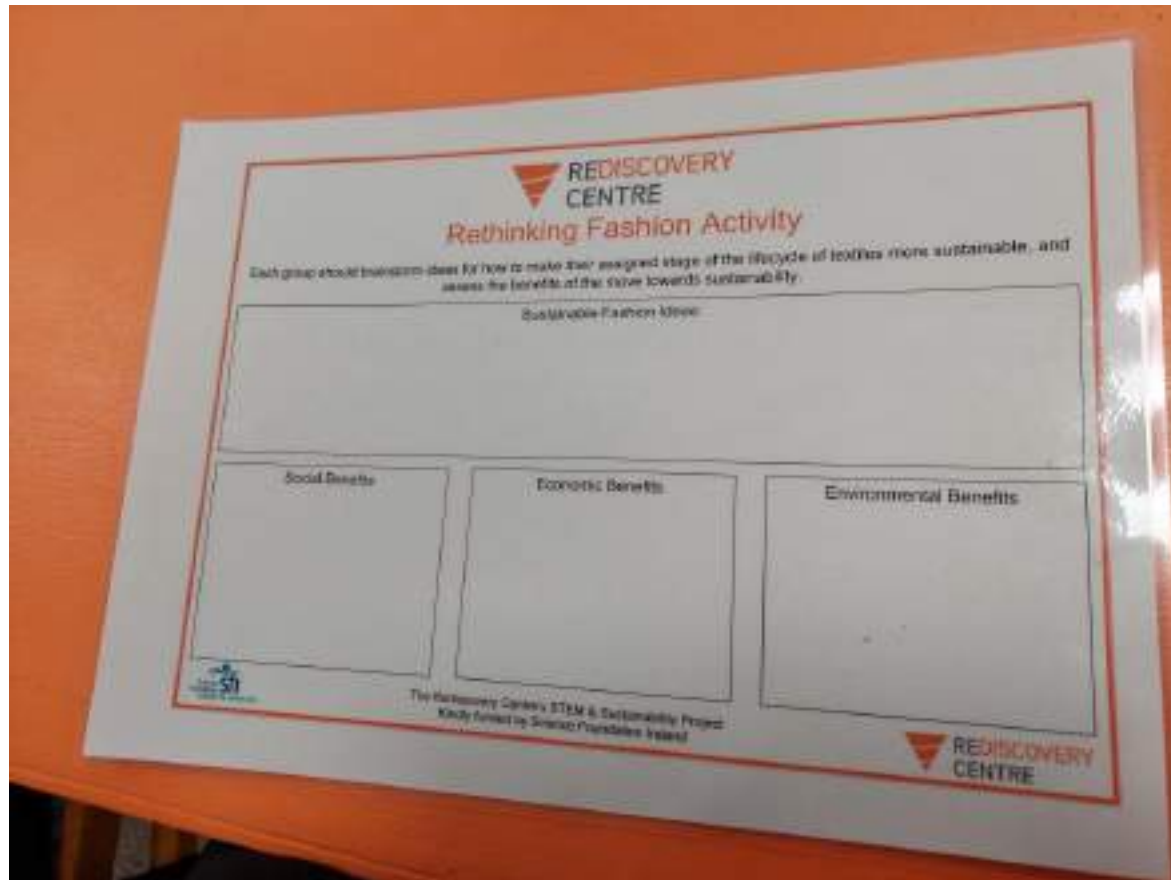 REDISCOVERY
CENTRE
Rethinking Fashion Activity
Each group should brainstorm ideas for how to make their assigned stage of the lifecycle of textiles more sustainable, and
assess the benefits of the move towards sustainability.
Sustainable Fashion Ideas
Social Benefits
Economic Benefits
Environmental Benefits
SFI
The Rediscovery Centre's STEM & Sustainability Project
Kindly funded by Science Foundation Ireland
REDISCOVERY
CENTRE